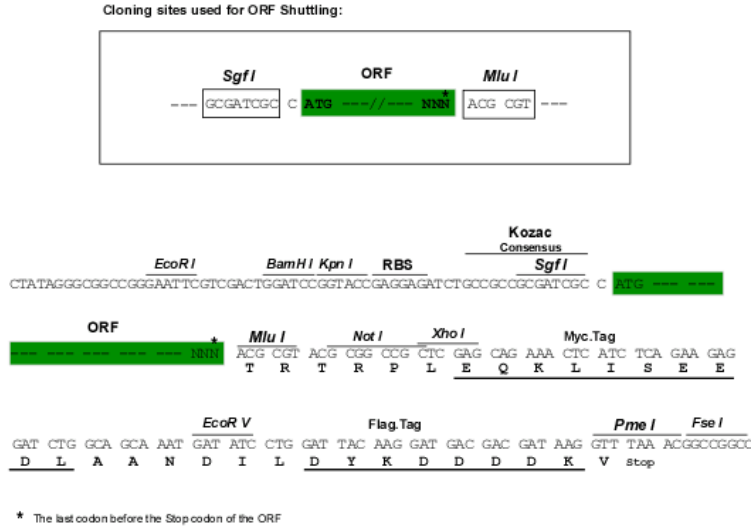 Cloning sites used for ORF Shuttling:
Sgf I ORF Mlu I
--- GCGATCGC C ATG ---//--- NNN* ACG CGT ---
Kozac
Consensus
EcoR I BamH I Kpn I RBS Sgf I
CTATAGGGCGGCCGGGAATTCGTCGACTGGATCCGGTACCGAGGAGATCTGCCGCCGCGATCGC C ATG --- ---
ORF Mlu I Not I Xho I Myc.Tag
--- --- --- --- --- --- NNN* ACG CGT ACG CGG CCG CTC GAG CAG AAA CTC ATC TCA GAA GAG
T R T R P L E Q K L I S E E
EcoR V Flag.Tag Pme I Fse I
GAT CTG GCA GCA AAT GAT ATC CTG GAT TAC AAG GAT GAC GAC GAT AAG GTT TAA ACGGCCGGCC
D L A A N D I L D Y K D D D D K V Stop
* The last codon before the Stop codon of the ORF